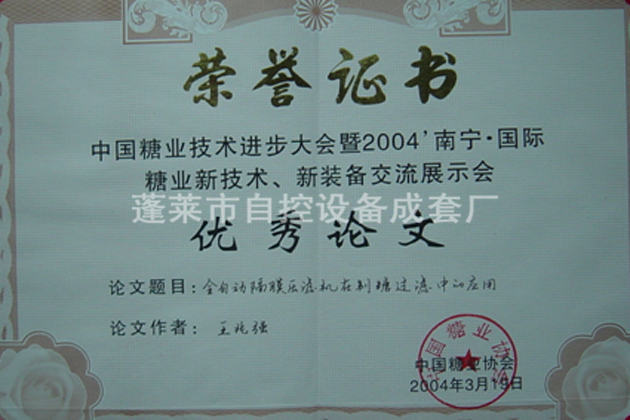 荣誉证书
中国糖业技术进步大会暨2004'南宁·国际
糖业新技术、新装备交流展示会
蓬莱市自控设备成套厂
优秀论文
论文题目:全自动隔膜压滤机在制糖过滤中的应用
论文作者:王兆强
中国糖业协会
中国糖业协会
2004年3月19日